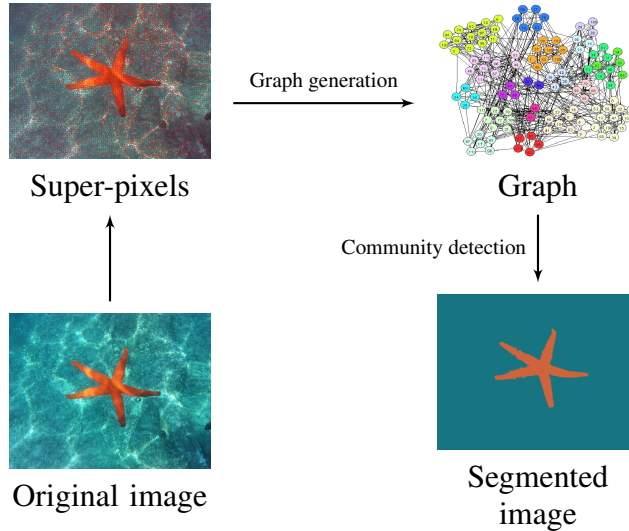 Graph generation
Super-pixels
Graph
Community detection
Original image
Segmented
image